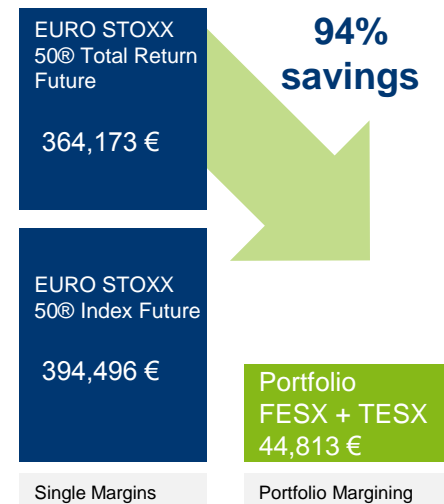 EURO STOXX
50® Total Return
Future
364,173 €
94%
savings
EURO STOXX
50® Index Future
394,496 €
Portfolio
FESX + TESX
44,813 €
Single Margins
Portfolio Margining